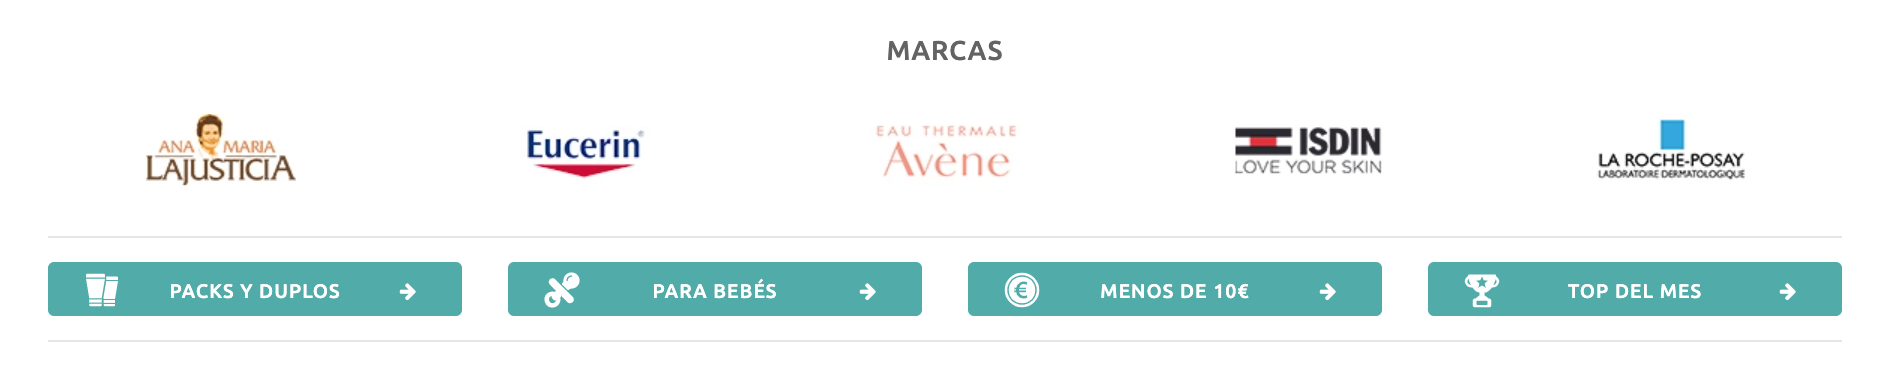 MARCAS
ANA MARIA
LAJUSTICIA
Eucerin®
EAU THERMALE
Avène
ISDIN
LOVE YOUR SKIN
LA ROCHE-POSAY
LABORATOIRE DERMATOLOGIQUE
PACKS Y DUPLOS
PARA BEBÉS
€ MENOS DE 10€
TOP DEL MES